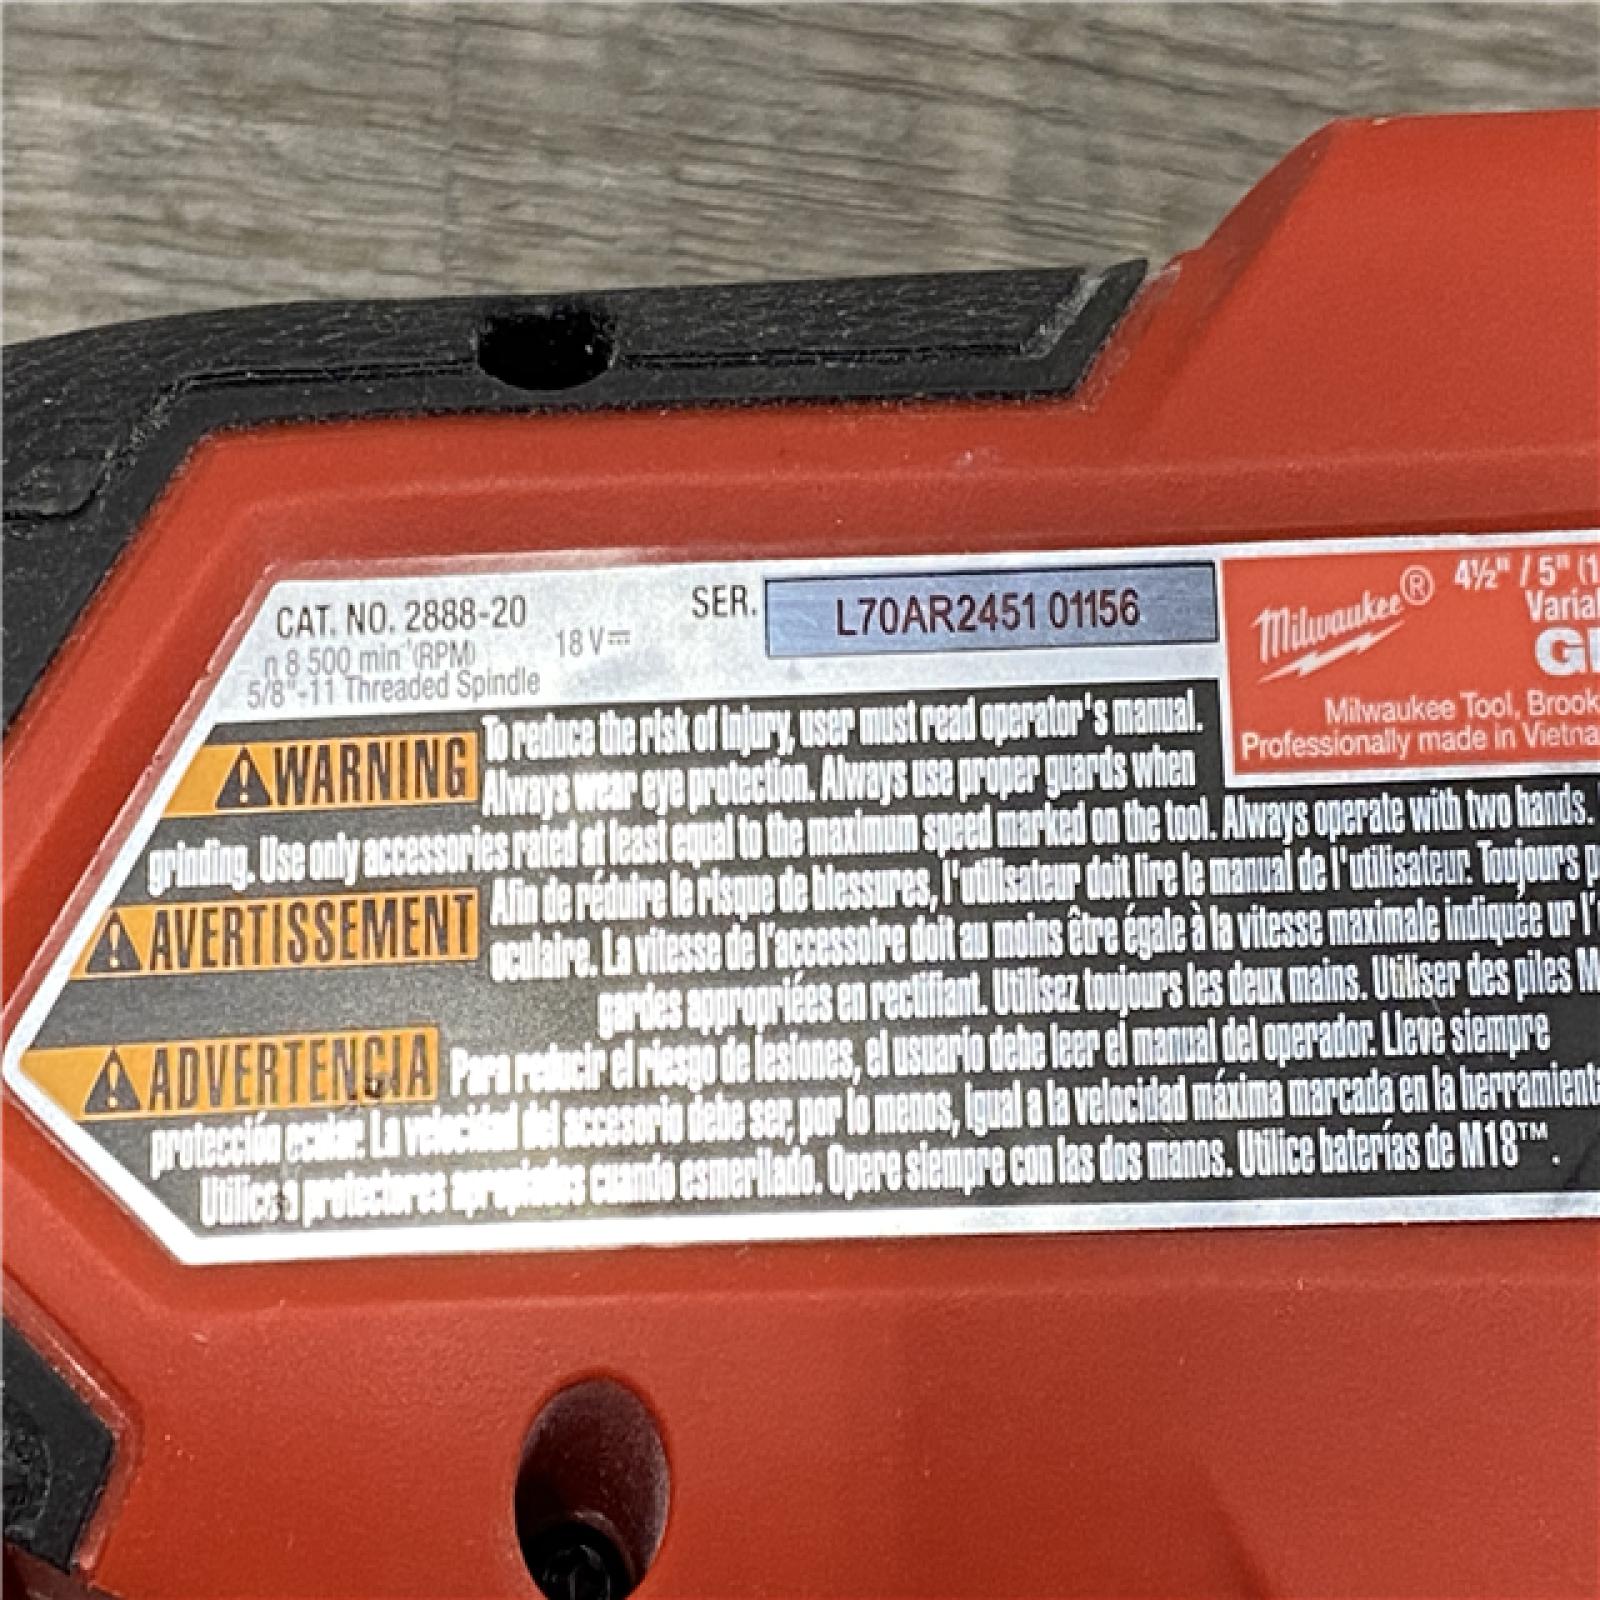 CAT. NO. 2888-20
n 8 500 min⁻¹(RPM) 18 V⎓
5/8"-11 Threaded Spindle
SER. L70AR2451 01156
Milwaukee® 4½" / 5" (1
GR
Milwaukee Tool,
Professionally made in
WARNING To reduce the risk of injury, user must read operator's manual.
Always wear eye protection. Always use proper guards when
grinding. Use only accessories rated at least equal to the maximum speed marked on the tool. Always operate with two hands.
AVERTISSEMENT Afin de réduire le risque de blessures, l'utilisateur doit lire le manual de l'utilisateur. Toujours
oculaire. La vitesse de l'accessoire doit au moins être égale à la vitesse maximale indiquée ur
gardes appropriées en rectifiant. Utilisez toujours les deux mains. Utiliser des piles
ADVERTENCIA Para reducir el riesgo de lesiones, el usuario debe leer el manual del operador. Lleve siempre
protección La velocidad del accesorio debe ser, por lo menos, igual a la velocidad máxima marcada en la
protectores apropiados cuando esmerilado. Opere siempre con las dos manos. Utilice baterías de M18™.